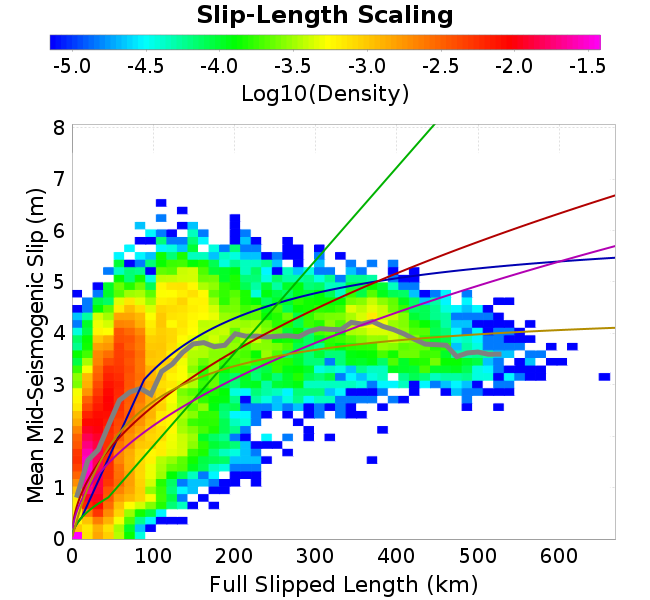 Slip-Length Scaling
-5.0 -4.5 -4.0 -3.5 -3.0 -2.5 -2.0 -1.5
Log10(Density)
8
7
6
5
4
3
2
1
0
Mean Mid-Seismogenic Slip (m)
0 100 200 300 400 500 600
Full Slipped Length (km)